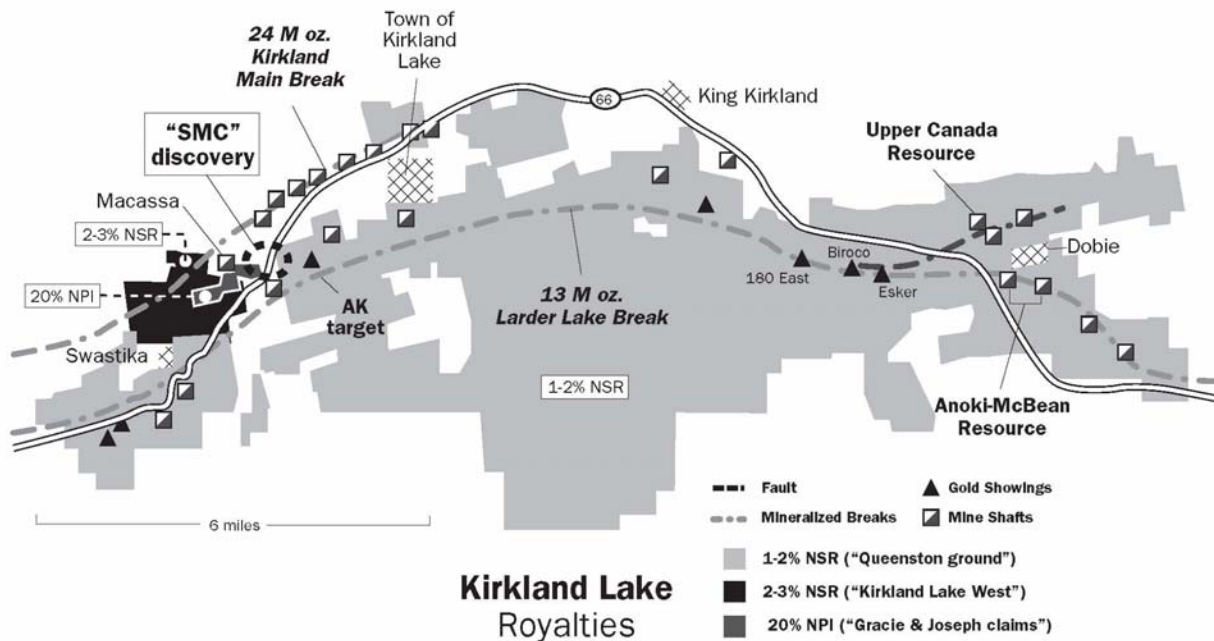 24 M oz.
Kirkland
Main Break
Town of
Kirkland
Lake
66
King Kirkland
"SMC"
discovery
Upper Canada
Resource
Macassa
2-3% NSR
20% NPI
AK
target
13 M oz.
Larder Lake Break
180 East
Biroco
Esker
Dobie
Swastika
1-2% NSR
Anoki-McBean
Resource
6 miles
Fault
Gold Showings
Mineralized Breaks
Mine Shafts
1-2% NSR ("Queenston ground")
2-3% NSR ("Kirkland Lake West")
20% NPI ("Gracie & Joseph claims")
Kirkland Lake
Royalties